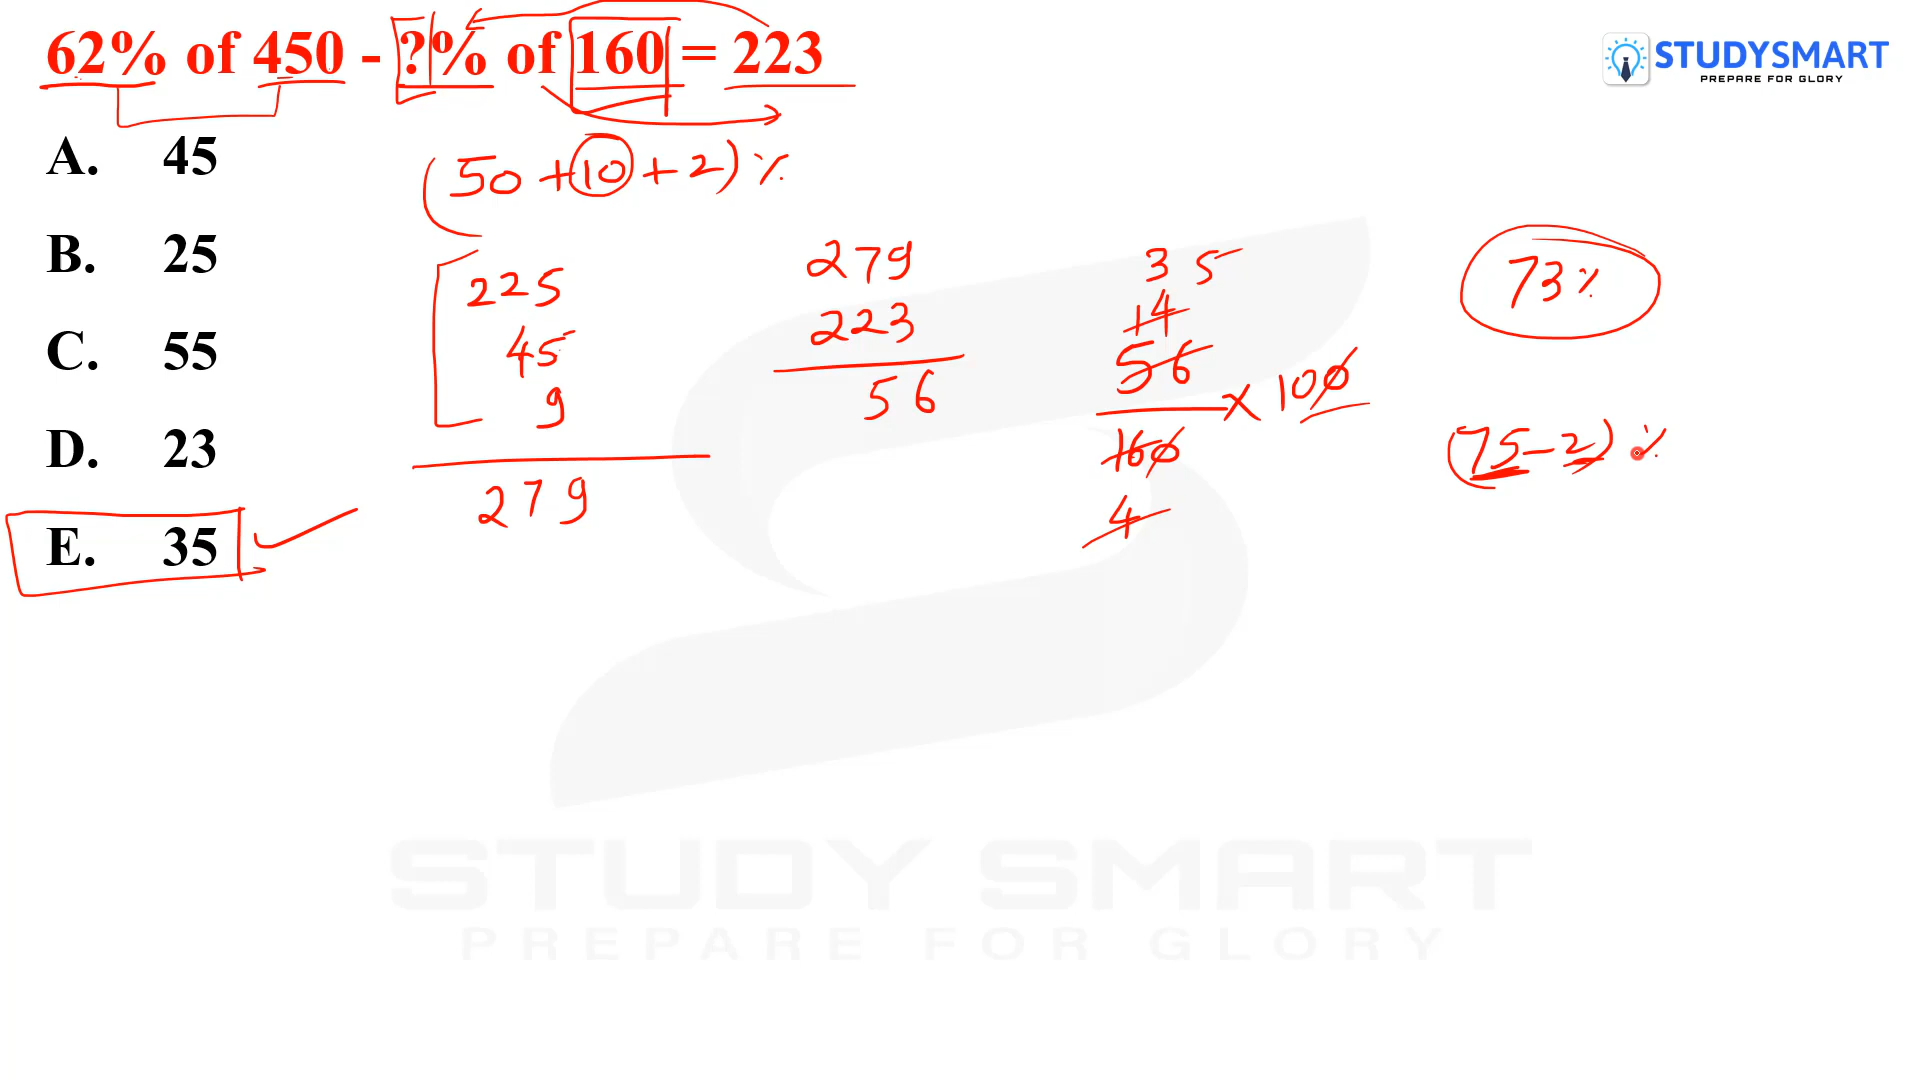 62% of 450 - ?% of 160 = 223
STUDYSMART
PREPARE FOR GLORY
A. 45
B. 25
C. 55
D. 23
E. 35
(50 + 10 + 2) %
225
45
9
279
279
223
56
35
14
56
160
4
x 100
73%
(75 - 2) %
STUDY SMART
PREPARE FOR GLORY